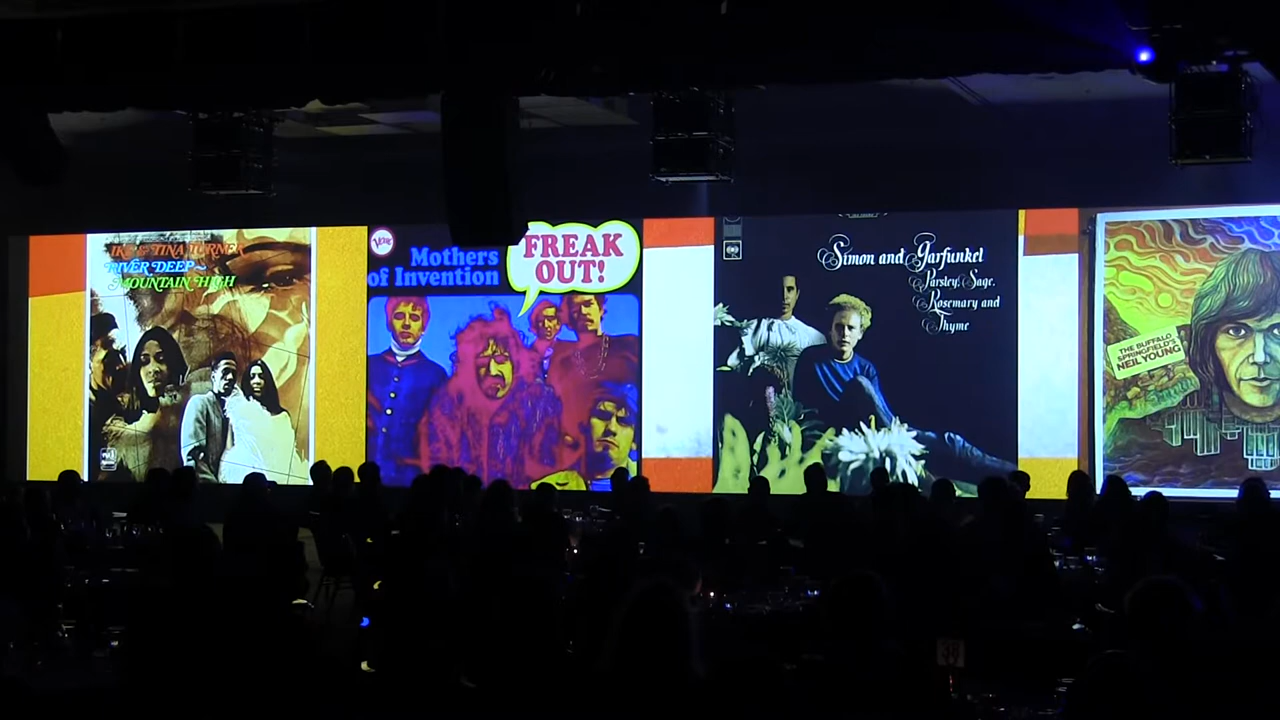 IKE & TINA TURNER
RIVER DEEP~
MOUNTAIN HIGH
Verve
Mothers
of Invention
FREAK
OUT!
Simon and Garfunkel
Parsley, Sage,
Rosemary and
Thyme
THE BUFFALO
SPRINGFIELD'S
NEIL YOUNG